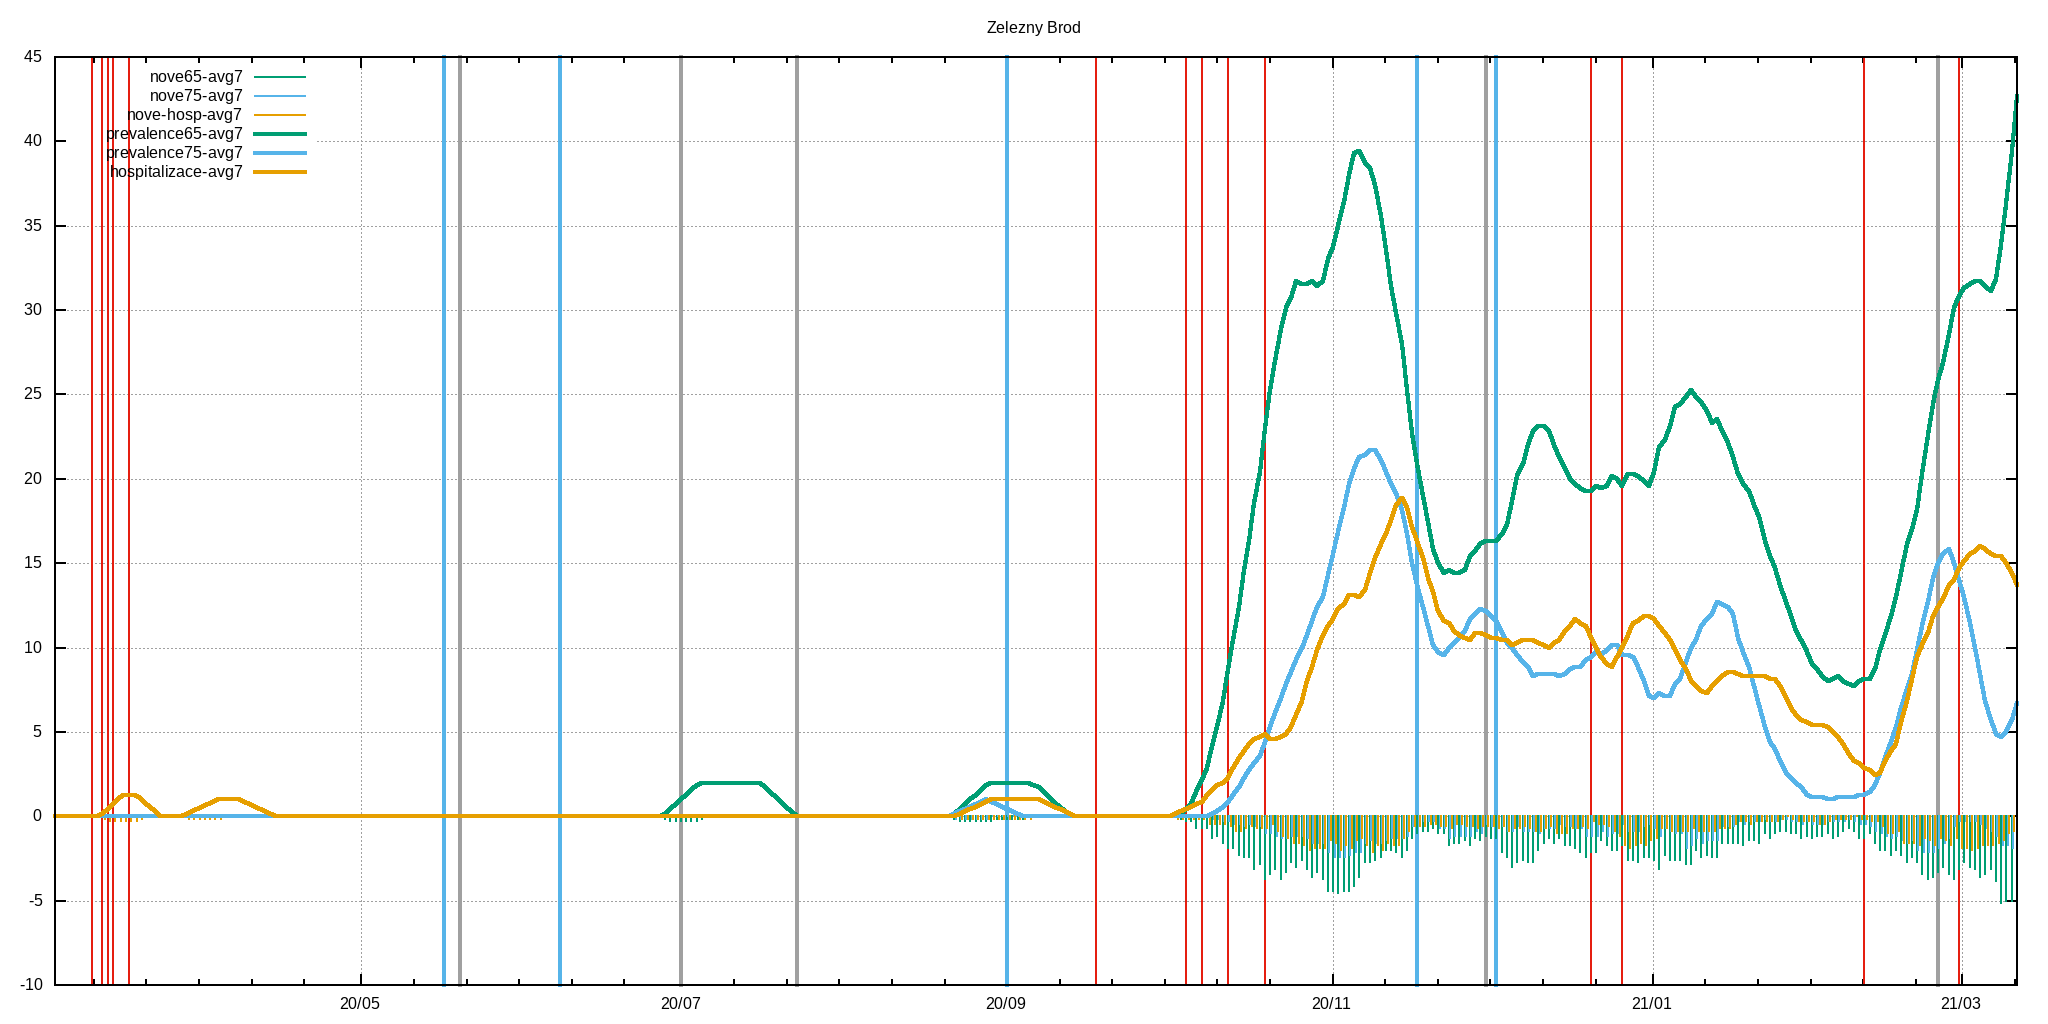 Zelezny Brod
45
40
35
30
25
20
15
10
5
0
-5
-10
nove65-avg7
nove75-avg7
nove-hosp-avg7
prevalence65-avg7
prevalence75-avg7
hospitalizace-avg7
20/05 20/07 20/09 20/11 21/01 21/03